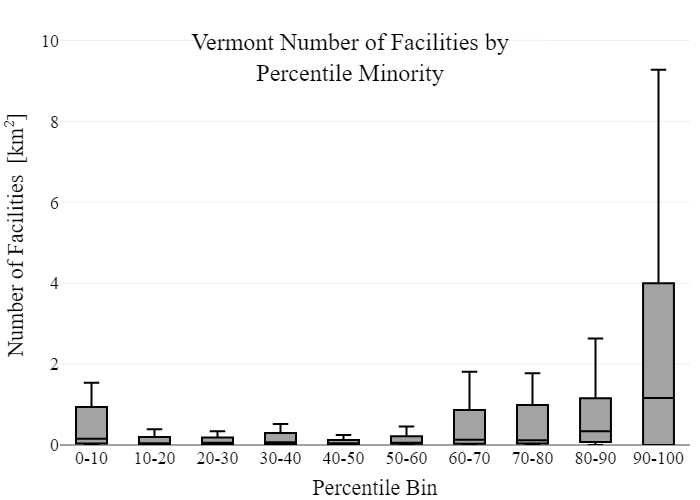 Vermont Number of Facilities by
Percentile Minority
Number of Facilities [km²]
10
8
6
4
2
0
0-10 10-20 20-30 30-40 40-50 50-60 60-70 70-80 80-90 90-100
Percentile Bin